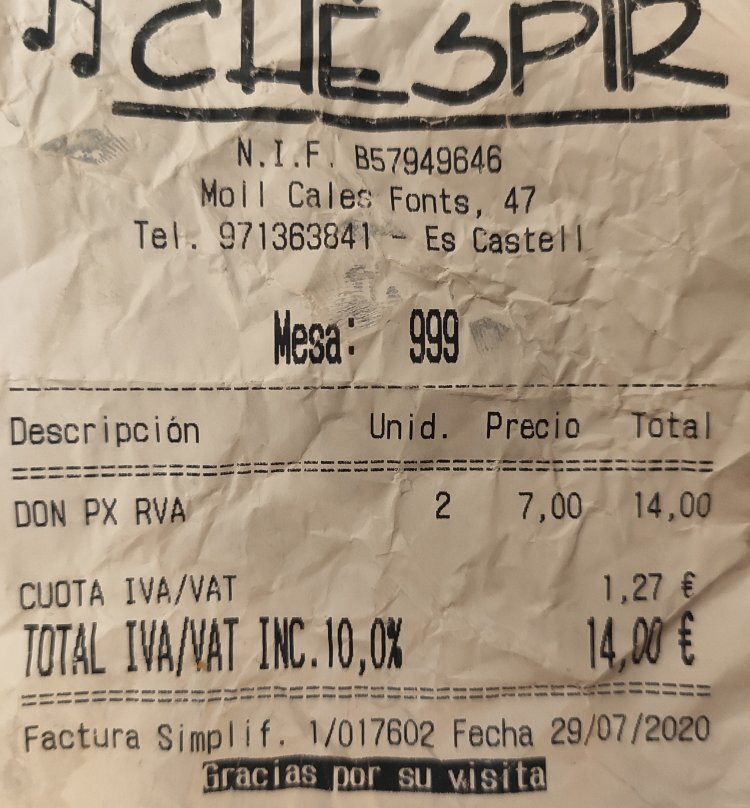 CHÉSPIR
N.I.F. B57949646
Moll Cales Fonts, 47
Tel. 971363841 - Es Castell
Mesa: 999
Descripción Unid. Precio Total
DON PX RVA 2 7,00 14,00
CUOTA IVA/VAT 1,27 €
TOTAL IVA/VAT INC.10,0% 14,00 €
Factura Simplif. 1/017602 Fecha 29/07/2020
Gracias por su visita